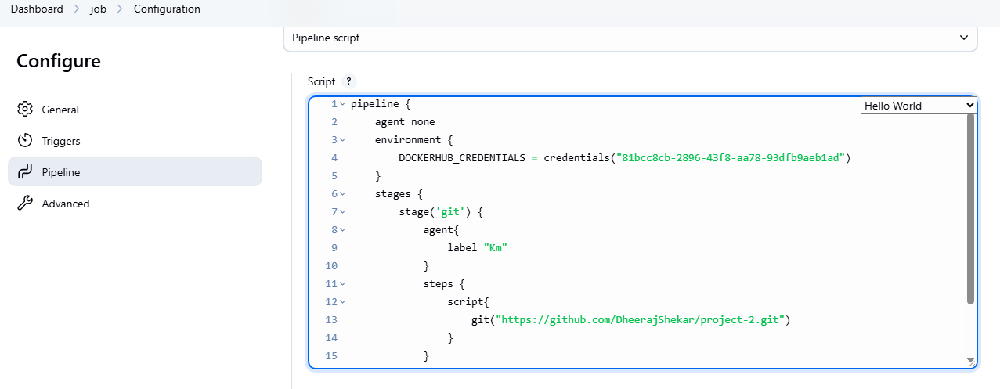 Dashboard > job > Configuration
Configure
General
Triggers
Pipeline
Advanced
Pipeline script
Script ?
Hello World
1 pipeline {
2     agent none
3     environment {
4         DOCKERHUB_CREDENTIALS = credentials("81bcc8cb-2896-43f8-aa78-93dfb9aeb1ad")
5     }
6     stages {
7         stage('git') {
8             agent{
9                 label "Km"
10             }
11             steps {
12                 script{
13                     git("https://github.com/DheerajShekar/project-2.git")
14                 }
15             }